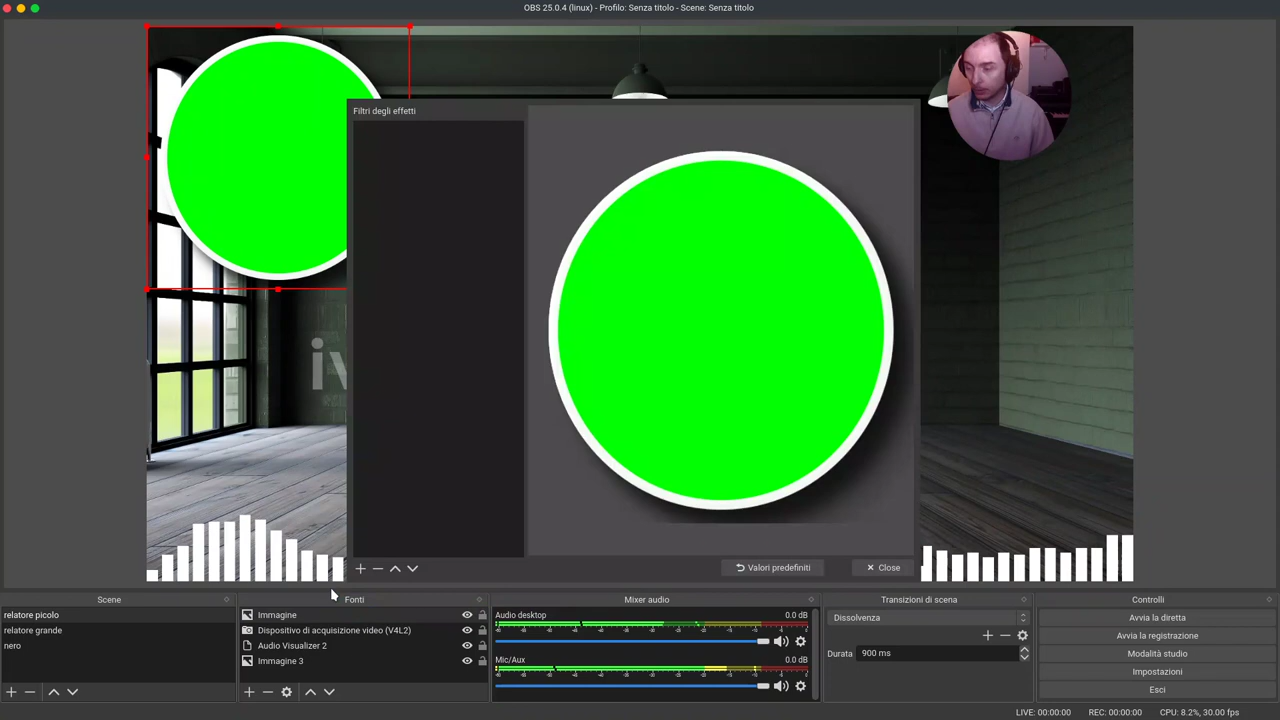 OBS 25.0.4 (linux) - Profilo: Senza titolo - Scene: Senza titolo
Filtri degli effetti
Valori predefiniti
Close
Scene
relatore picolo
relatore grande
nero
Fonti
Immagine
Dispositivo di acquisizione video (V4L2)
Audio Visualizer 2
Immagine 3
Mixer audio
Audio desktop
0.0 dB
Mic/Aux
0.0 dB
Transizioni di scena
Dissolvenza
Durata
900 ms
Controlli
Avvia la diretta
Avvia la registrazione
Modalità studio
Impostazioni
Esci
LIVE: 00:00:00
REC: 00:00:00
CPU: 8.2%, 30.00 fps